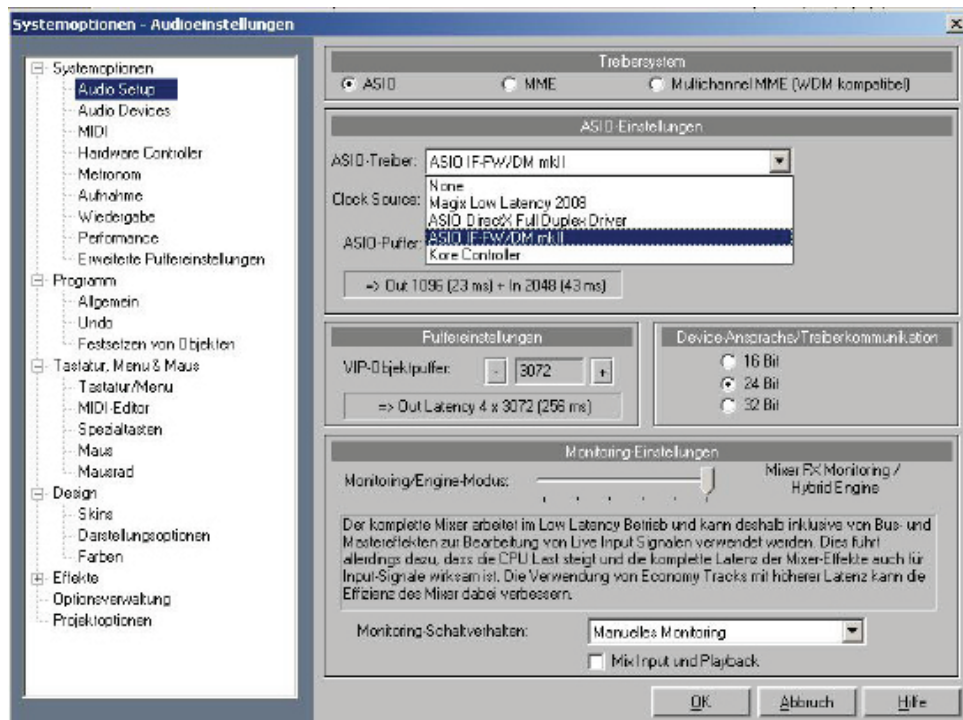 Systemoptionen - Audioeinstellungen
Systemoptionen
Audio Setup
Audio Devices
MIDI
Hardware Controller
Metronom
Aufnahme
Wiedergabe
Performance
Erweiterte Puffereinstellungen
Programm
Allgemein
Undo
Festsetzen von Objekten
Tastatur, Menu & Maus
Tastatur/Menu
MIDI-Editor
Spezialtasten
Maus
Mausrad
Design
Skins
Darstellungsoptionen
Farben
Effekte
Optionsverwaltung
Projektoptionen
Treibersystem
ASIO MME Multichannel MME (WDM kompatibel)
ASIO-Einstellungen
ASIO-Treiber: ASIO IF-FW/DM mkII
None
Clock Source: Magix Low Latency 2008
ASIO DirectX Full Duplex Driver
ASIO-Puffer: ASIO IF-FW/DM mkII
Kore Controller
=> Out 1096 (23 ms) + In 2048 (43 ms)
Puffereinstellungen
VIP-Objektpuffer: - 3072 +
=> Out Latency 4 x 3072 (256 ms)
Device-Ansprache/Treiberkommunikation
16 Bit
24 Bit
32 Bit
Monitoring-Einstellungen
Monitoring/Engine-Modus: Mixer FX Monitoring /
Hybrid Engine
Der komplette Mixer arbeitet im Low Latency Betrieb und kann deshalb inklusive von Bus- und
Mastereffekten zur Bearbeitung von Live Input Signalen verwendet werden. Dies führt
allerdings dazu, dass die CPU Last steigt und die komplette Latenz der Mixer-Effekte auch für
Input-Signale wirksam ist. Die Verwendung von Economy Tracks mit höherer Latenz kann die
Effizienz des Mixer dabei verbessern.
Monitoring-Schaltverhalten: Manuelles Monitoring
Mix Input und Playback
OK Abbruch Hilfe